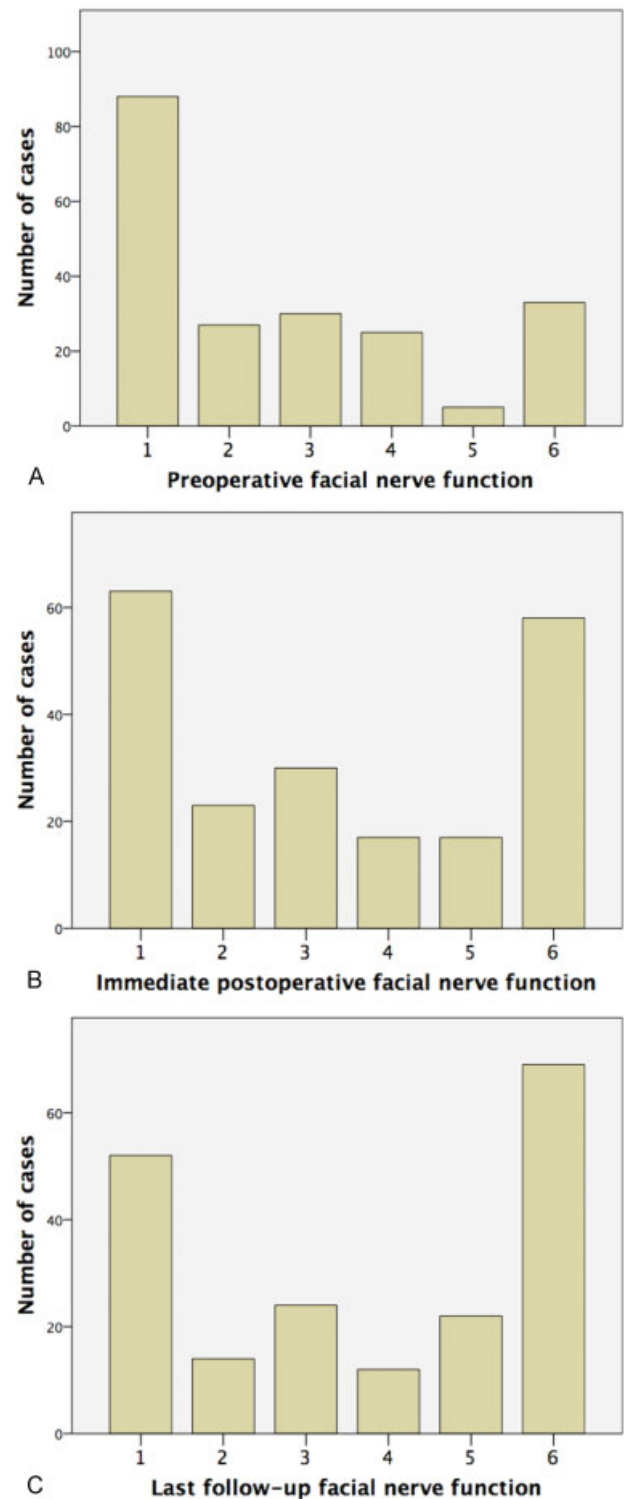 Number of cases
100
80
60
40
20
0
1 2 3 4 5 6
A Preoperative facial nerve function
Number of cases
60
40
20
0
1 2 3 4 5 6
B Immediate postoperative facial nerve function
Number of cases
60
40
20
0
1 2 3 4 5 6
C Last follow-up facial nerve function